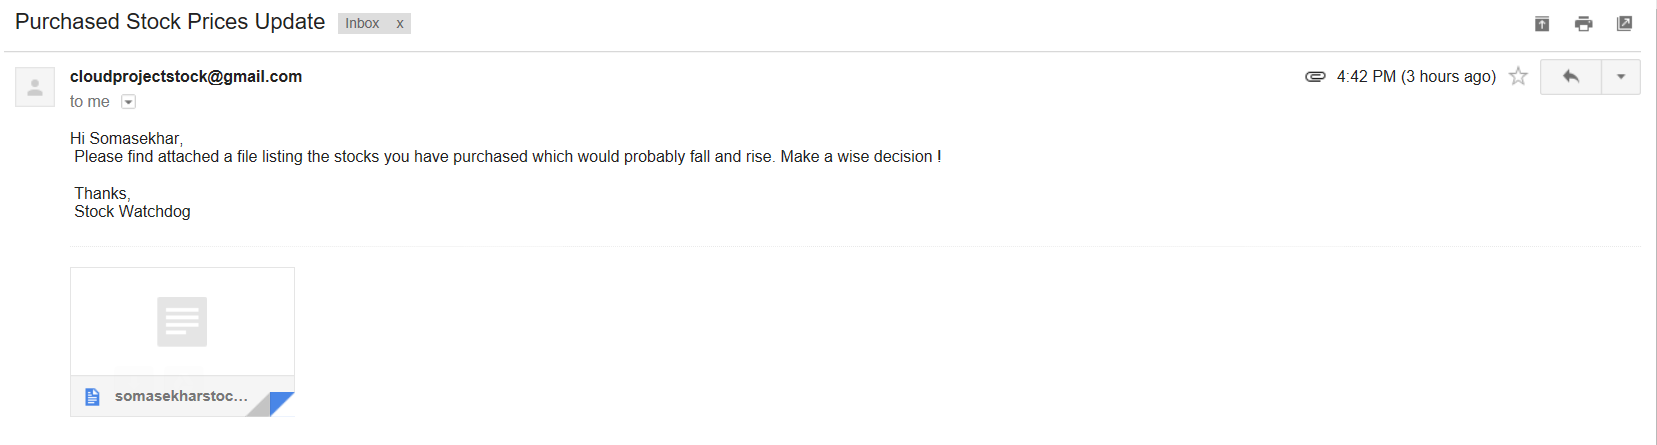 Purchased Stock Prices Update Inbox x
cloudprojectstock@gmail.com 4:42 PM (3 hours ago)
to me
Hi Somasekhar,
Please find attached a file listing the stocks you have purchased which would probably fall and rise. Make a wise decision !
Thanks,
Stock Watchdog
somasekharstoc...